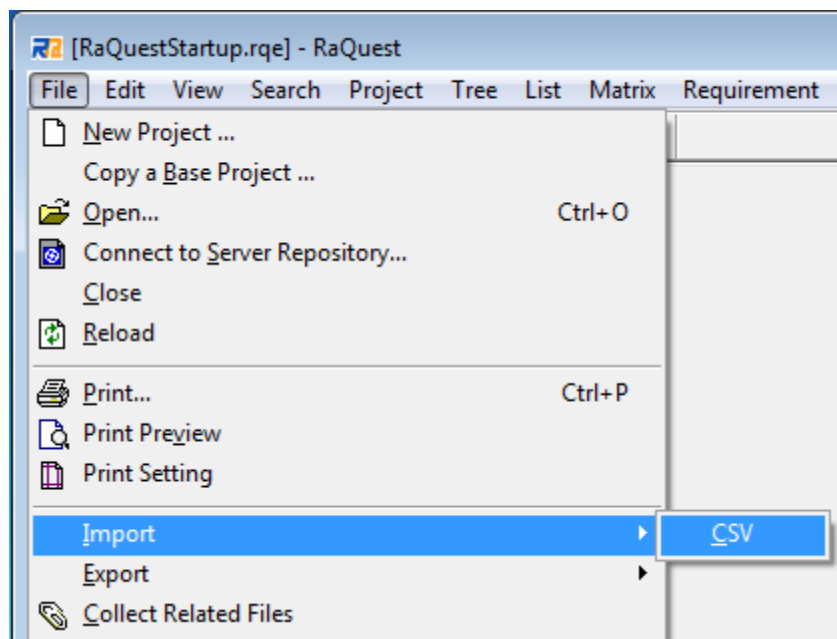 [RaQuestStartup.rqe] - RaQuest
File Edit View Search Project Tree List Matrix Requirement
New Project ...
Copy a Base Project ...
Open... Ctrl+O
Connect to Server Repository...
Close
Reload
Print... Ctrl+P
Print Preview
Print Setting
Import CSV
Export
Collect Related Files